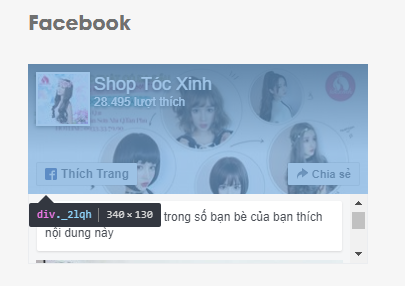 Facebook
Shop Tóc Xinh
28.495 lượt thích
Thích Trang
Chia sẻ
div._2lqh 340 × 130
trong số bạn bè của bạn thích
nội dung này